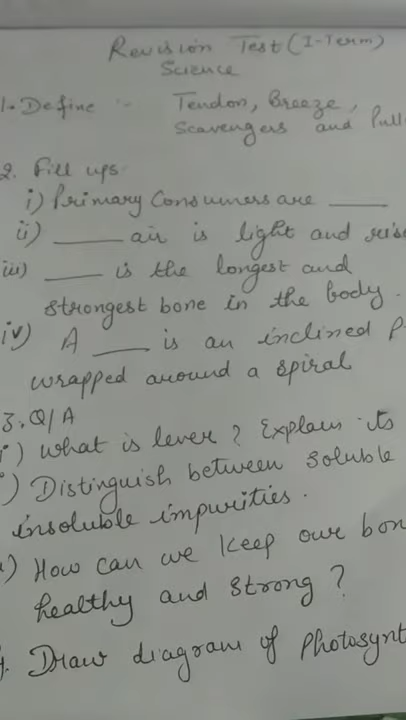 Revision Test (I-Term)
Science
1. Define :- Tendon, Breeze,
Scavengers and Pull
2. Fill ups
i) Primary Consumers are ____
ii) ____ air is light and
iii) ____ is the longest and
strongest bone in the body.
iv) A ____ is an inclined
wrapped around a spiral
3. Q/A
i) What is lever? Explain its
) Distinguish between soluble
insoluble impurities.
) How can we keep our
healthy and strong?
. Draw diagram of